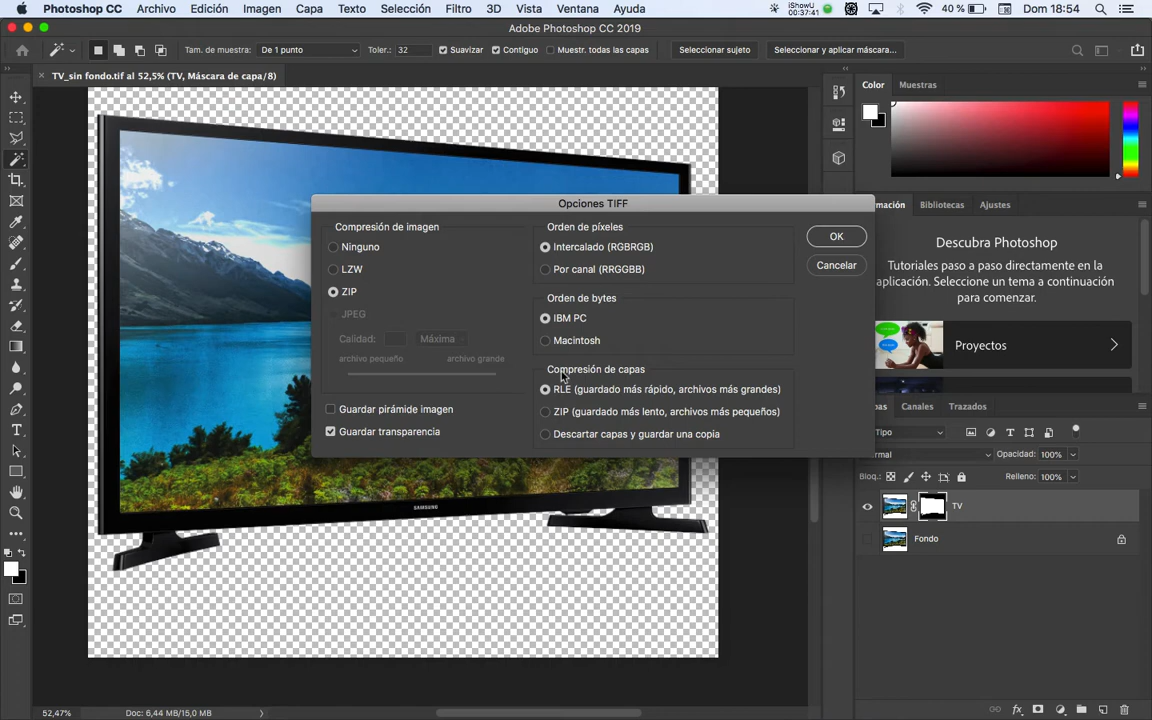 Photoshop CC Archivo Edición Imagen Capa Texto Selección Filtro 3D Vista Ventana Ayuda iShowU 00:37:41 40 % Dom 18:54
Adobe Photoshop CC 2019
Tam. de muestra: De 1 punto Toler.: 32 Suavizar Contiguo Muestr. todas las capas Seleccionar sujeto Seleccionar y aplicar máscara...
TV_sin fondo.tif al 52,5% (TV, Máscara de capa/8)
Color Muestras
Opciones TIFF
Compresión de imagen
Ninguno
LZW
ZIP
JPEG
Calidad: Máxima
archivo pequeño archivo grande
Guardar pirámide imagen
Guardar transparencia
Orden de píxeles
Intercalado (RGBRGB)
Por canal (RRGGBB)
Orden de bytes
IBM PC
Macintosh
Compresión de capas
RLE (guardado más rápido, archivos más grandes)
ZIP (guardado más lento, archivos más pequeños)
Descartar capas y guardar una copia
OK
Cancelar
mación Bibliotecas Ajustes
Descubra Photoshop
Tutoriales paso a paso directamente en la
aplicación. Seleccione un tema a continuación
para comenzar.
Proyectos
apas Canales Trazados
Tipo
rmal Opacidad: 100%
Bloq.: Relleno: 100%
TV
Fondo
SAMSUNG
52,47% Doc: 6,44 MB/15,0 MB